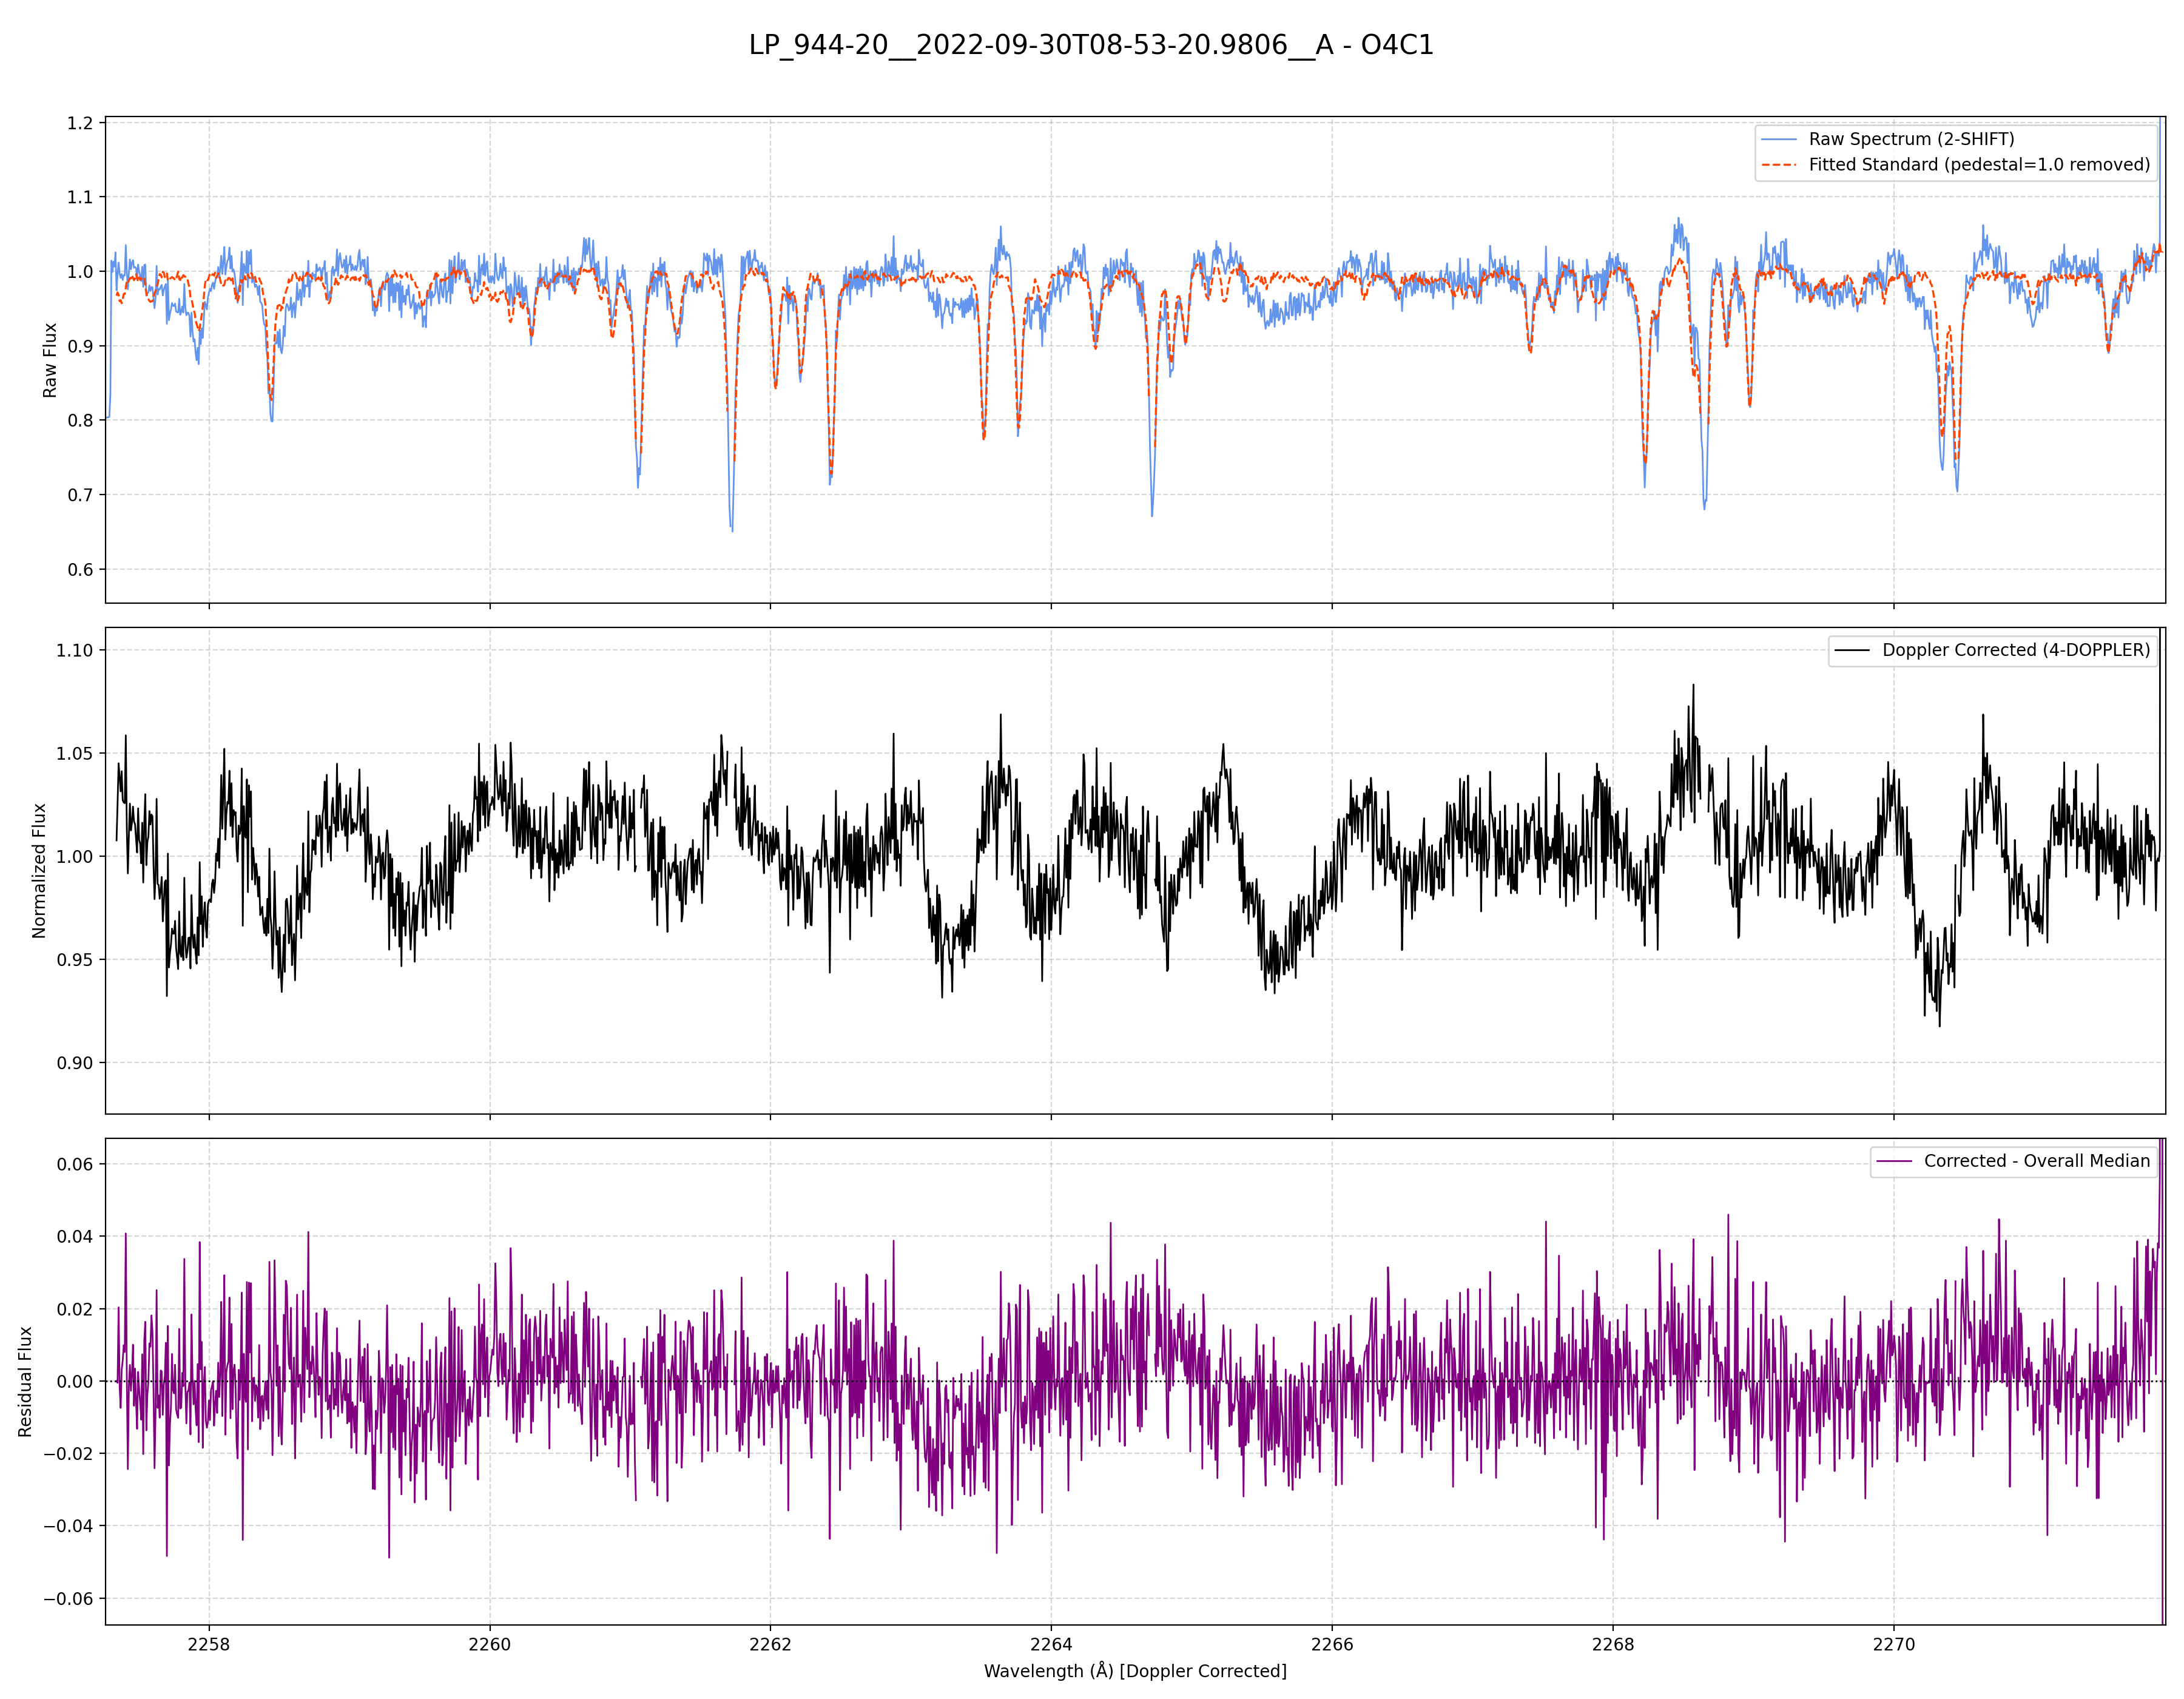 LP_944-20__2022-09-30T08-53-20.9806__A - O4C1
1.2
1.1
1.0
0.9
0.8
0.7
0.6
Raw Flux
Raw Spectrum (2-SHIFT)
Fitted Standard (pedestal=1.0 removed)
1.10
1.05
1.00
0.95
0.90
Normalized Flux
Doppler Corrected (4-DOPPLER)
0.06
0.04
0.02
0.00
−0.02
−0.04
−0.06
Residual Flux
Corrected - Overall Median
2258 2260 2262 2264 2266 2268 2270
Wavelength (Å) [Doppler Corrected]